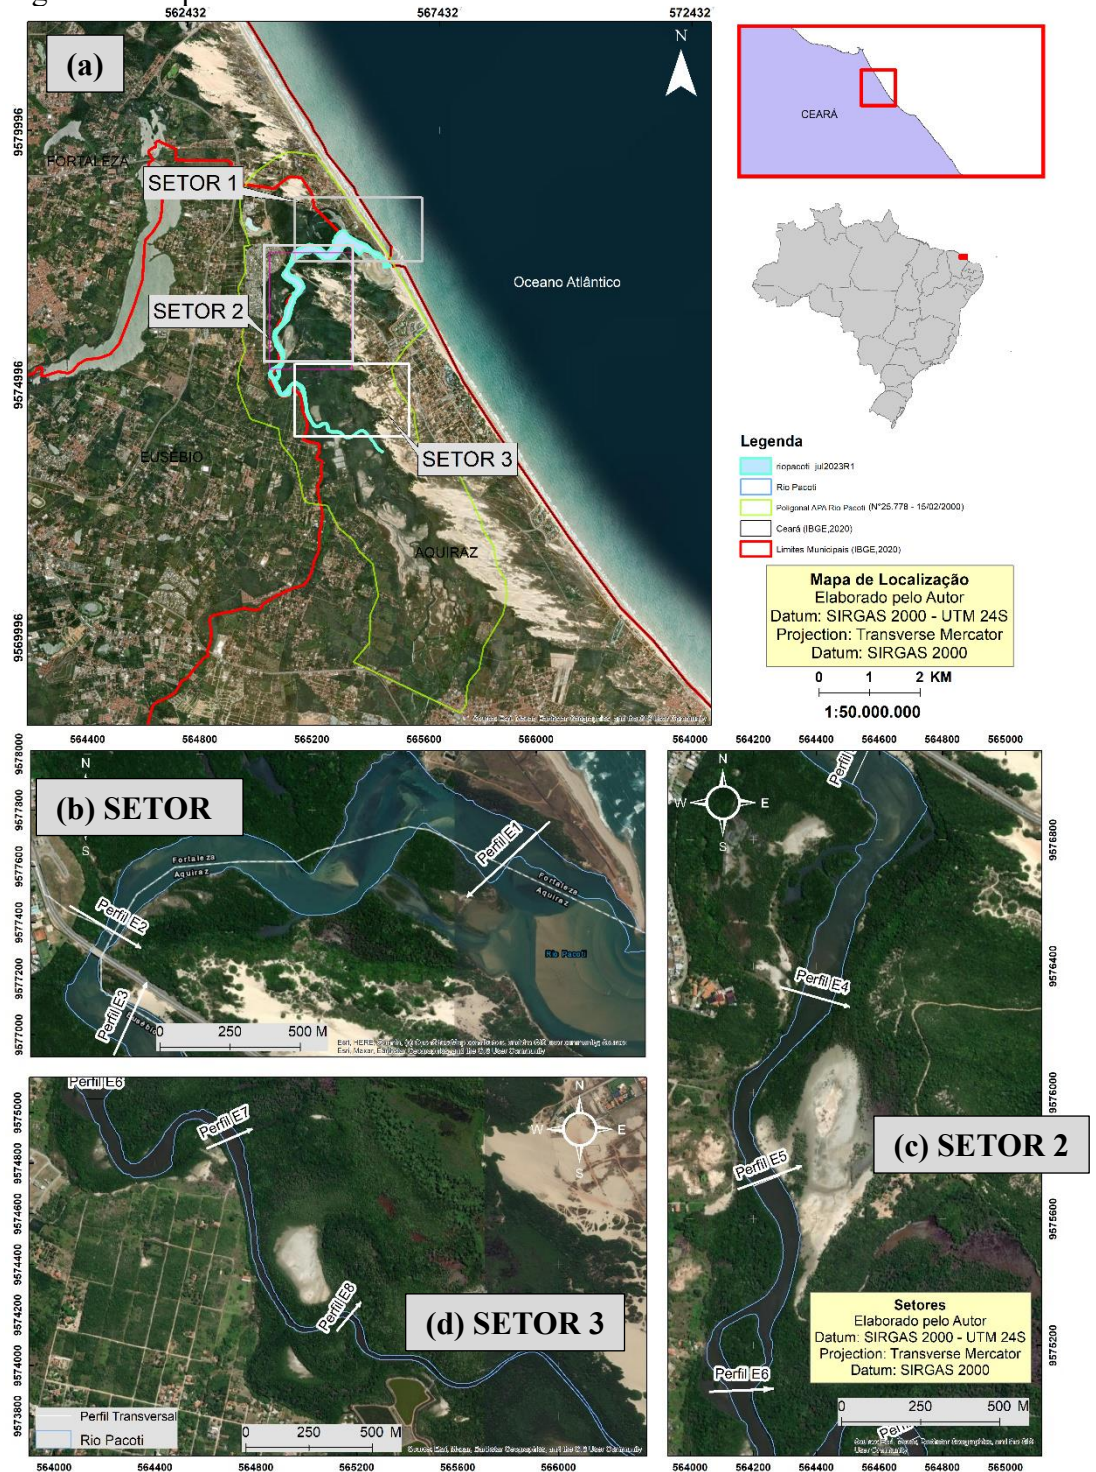 562432 567432 572432
(a)
N
9579996
9574996
9569996
FORTALEZA
SETOR 1
SETOR 2
SETOR 3
Oceano Atlântico
EUSÉBIO
AQUIRAZ
CEARÁ
Legenda
riopacoti jul2023R1
Rio Pacoti
Poligonal APA Rio Pacoti (N°25.778 - 15/02/2000)
Ceará (IBGE,2020)
Limites Municipais (IBGE,2020)
Mapa de Localização
Elaborado pelo Autor
Datum: SIRGAS 2000 - UTM 24S
Projection: Transverse Mercator
Datum: SIRGAS 2000
0 1 2 KM
1:50.000.000
564400 564800 565200 565600 566000
9578000
9577800
9577600
9577400
9577200
9577000
(b) SETOR
N
S
Fortaleza
Aquiraz
Perfil E1
Fortaleza
Aquiraz
Perfil E2
Perfil E3
Rio Pacoti
0 250 500 M
564000 564200 564400 564600 564800 565000
N
W E
S
9576800
9576400
9576000
9575600
9575200
Perfil E4
Perfil E5
Perfil E6
(c) SETOR 2
Setores
Elaborado pelo Autor
Datum: SIRGAS 2000 - UTM 24S
Projection: Transverse Mercator
Datum: SIRGAS 2000
0 250 500 M
564000 564200 564400 564600 564800 565000
Perfil E6
Perfil E7
Perfil E8
N
W E
S
9575000
9574800
9574600
9574400
9574200
9574000
9573800
(d) SETOR 3
Perfil Transversal
Rio Pacoti
0 250 500 M
564000 564400 564800 565200 565600 566000